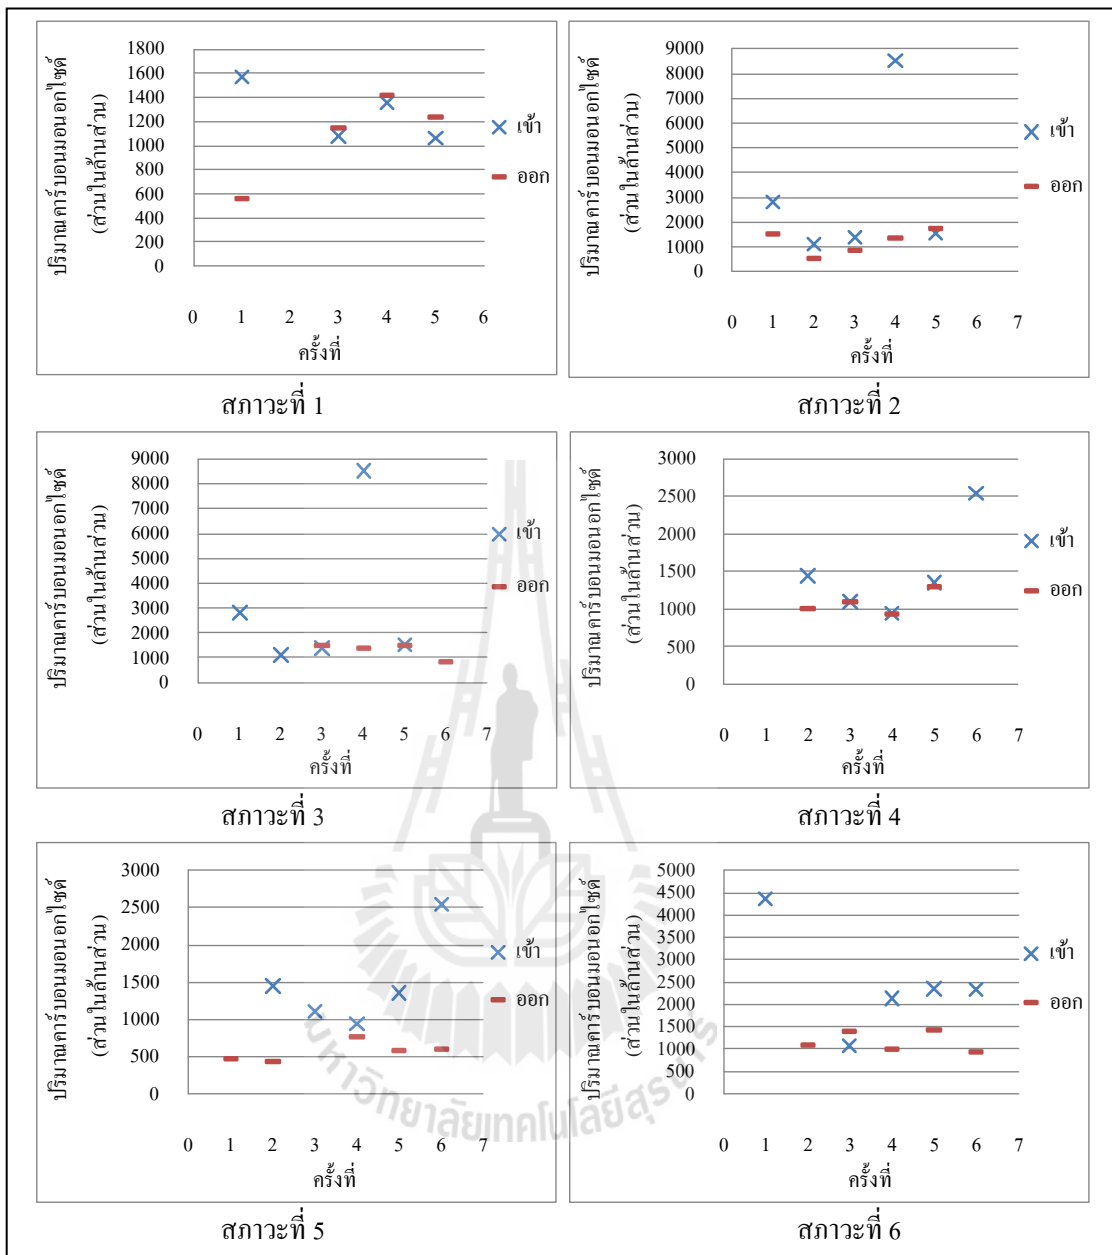 ปริมาณคาร์บอนมอนอกไซด์
(ส่วนในล้านส่วน)
1800
1600
1400
1200
1000
800
600
400
200
0
0 1 2 3 4 5 6
ครั้งที่
เข้า
ออก
สภาวะที่ 1
ปริมาณคาร์บอนมอนอกไซด์
(ส่วนในล้านส่วน)
9000
8000
7000
6000
5000
4000
3000
2000
1000
0
0 1 2 3 4 5 6 7
ครั้งที่
เข้า
ออก
สภาวะที่ 2
ปริมาณคาร์บอนมอนอกไซด์
(ส่วนในล้านส่วน)
9000
8000
7000
6000
5000
4000
3000
2000
1000
0
0 1 2 3 4 5 6 7
ครั้งที่
เข้า
ออก
สภาวะที่ 3
ปริมาณคาร์บอนมอนอกไซด์
(ส่วนในล้านส่วน)
3000
2500
2000
1500
1000
500
0
0 1 2 3 4 5 6 7
ครั้งที่
เข้า
ออก
สภาวะที่ 4
ปริมาณคาร์บอนมอนอกไซด์
(ส่วนในล้านส่วน)
3000
2500
2000
1500
1000
500
0
0 1 2 3 4 5 6 7
ครั้งที่
เข้า
ออก
สภาวะที่ 5
ปริมาณคาร์บอนมอนอกไซด์
(ส่วนในล้านส่วน)
5000
4500
4000
3500
3000
2500
2000
1500
1000
500
0
0 1 2 3 4 5 6 7
ครั้งที่
เข้า
ออก
สภาวะที่ 6
มหาวิทยาลัยเทคโนโลยีสุรนารี